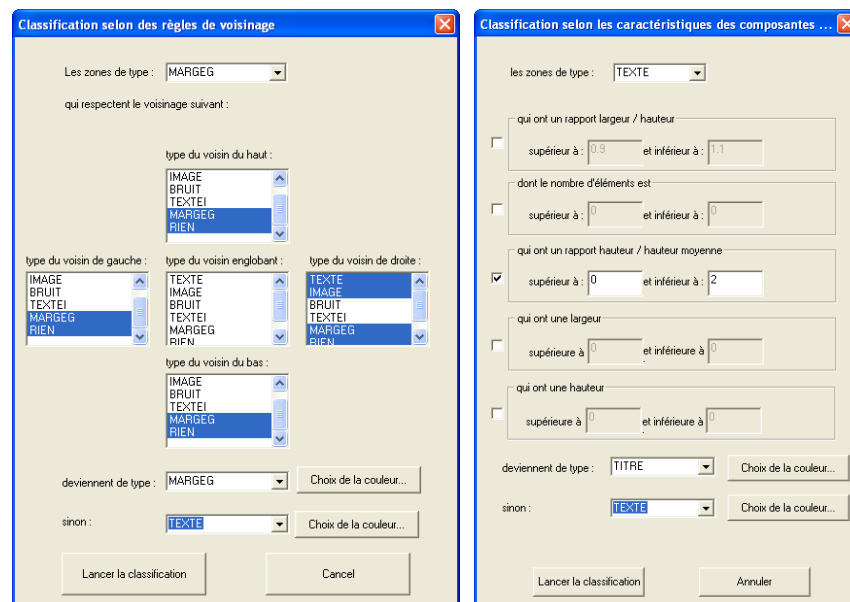 Classification selon des règles de voisinage
Les zones de type : MARGEG
qui respectent le voisinage suivant :
type du voisin du haut :
IMAGE
BRUIT
TEXTEI
MARGEG
RIEN
type du voisin de gauche :
IMAGE
BRUIT
TEXTEI
MARGEG
RIEN
type du voisin englobant :
TEXTE
IMAGE
BRUIT
TEXTEI
MARGEG
RIEN
type du voisin de droite :
TEXTE
IMAGE
BRUIT
TEXTEI
MARGEG
RIEN
type du voisin du bas :
IMAGE
BRUIT
TEXTEI
MARGEG
RIEN
deviennent de type : MARGEG Choix de la couleur...
sinon : TEXTE Choix de la couleur...
Lancer la classification Cancel
Classification selon les caractéristiques des composantes ...
les zones de type : TEXTE
qui ont un rapport largeur / hauteur
supérieur à : 0.9 et inférieur à : 1.1
dont le nombre d'éléments est
supérieur à : 0 et inférieur à : 0
qui ont un rapport hauteur / hauteur moyenne
supérieur à : 0 et inférieur à : 2
qui ont une largeur
supérieure à 0 et inférieure à 0
qui ont une hauteur
supérieure à 0 et inférieure à 0
deviennent de type : TITRE Choix de la couleur...
sinon : TEXTE Choix de la couleur...
Lancer la classification Annuler